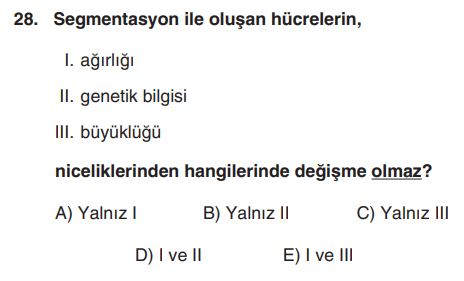 28. Segmentasyon ile oluşan hücrelerin,
I. ağırlığı
II. genetik bilgisi
III. büyüklüğü
niceliklerinden hangilerinde değişme olmaz?
A) Yalnız I B) Yalnız II C) Yalnız III
D) I ve II E) I ve III